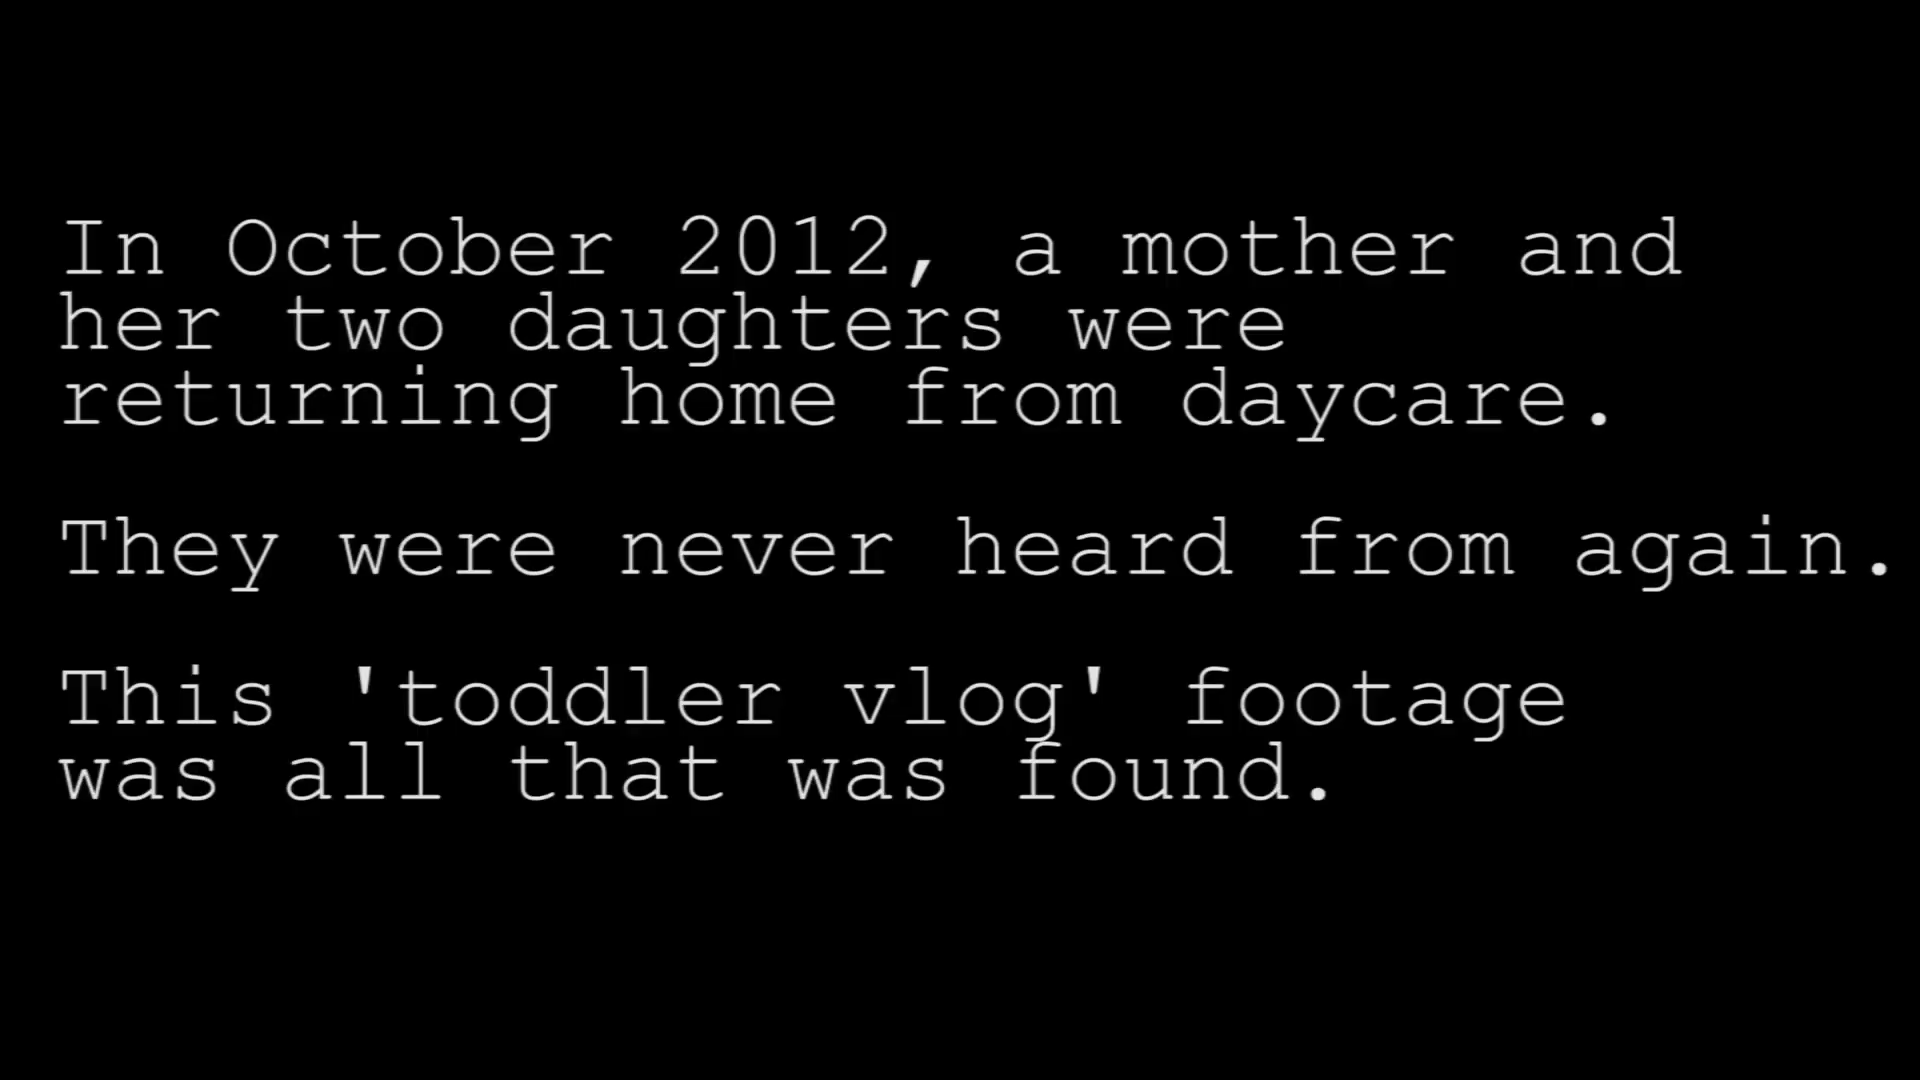 In October 2012, a mother and
her two daughters were
returning home from daycare.
They were never heard from again.
This 'toddler vlog' footage
was all that was found.